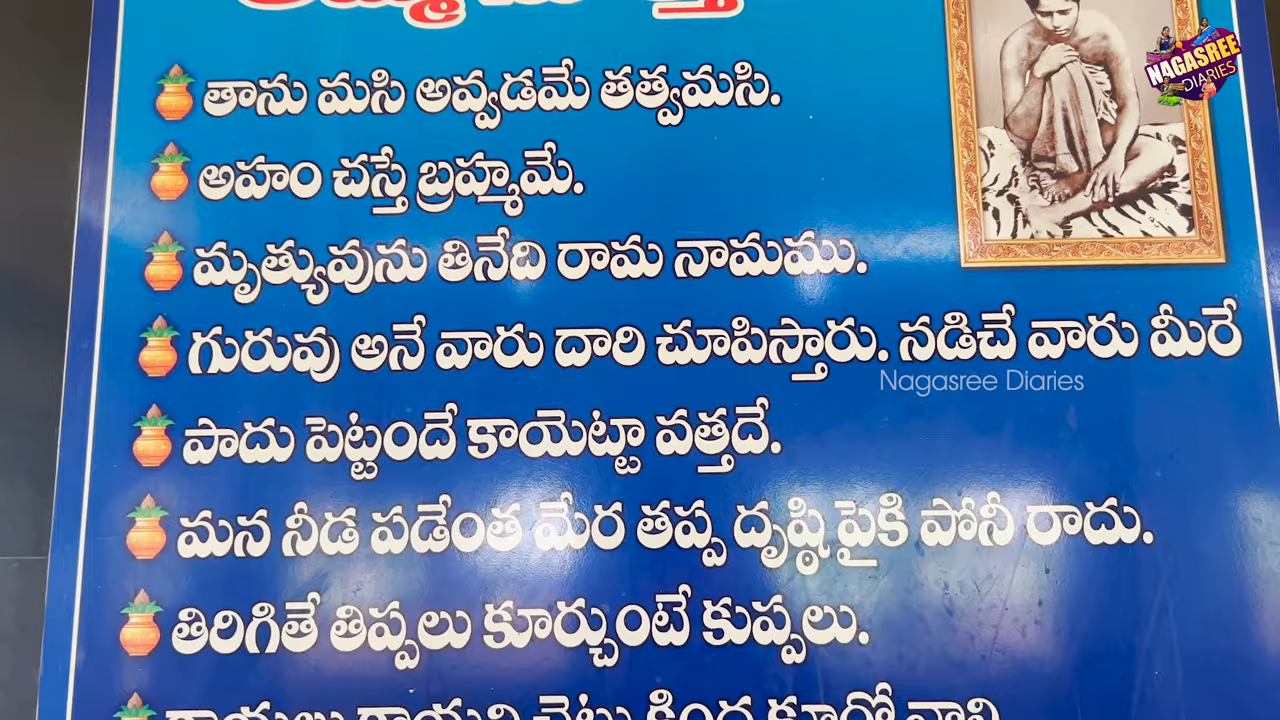 NAGASREE
DIARIES
తాను మసి అవ్వడమే తత్వమసి.
అహం చస్తే బ్రహ్మమే.
మృత్యువును తినేది రామ నామము.
గురువు అనే వారు దారి చూపిస్తారు. నడిచే వారు మీరే
Nagasree Diaries
పాదు పెట్టందే కాయెట్టా వత్తదే.
మన నీడ పడేంత మేర తప్ప దృష్ఠి పైకి పోనీ రాదు.
తిరిగితే తిప్పలు కూర్చుంటే కుప్పలు.